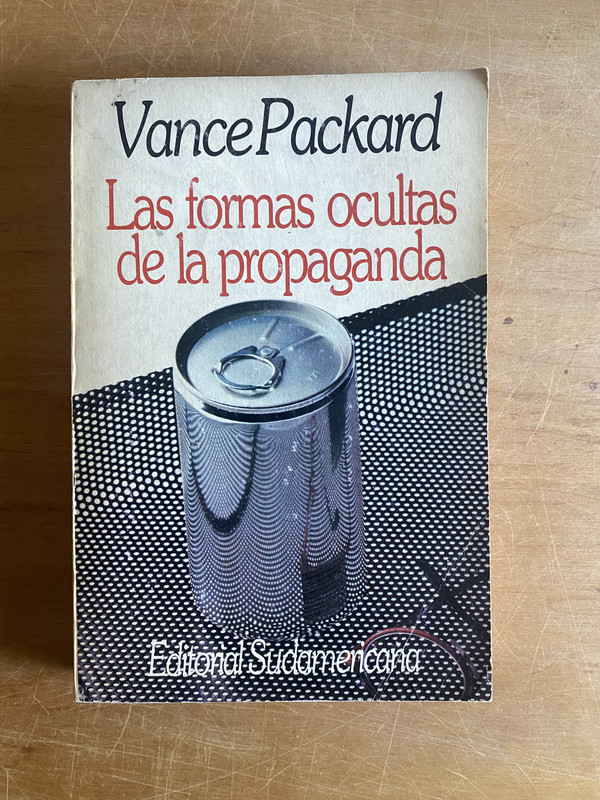 Vance Packard
Las formas ocultas
de la propaganda
Editorial Sudamericana